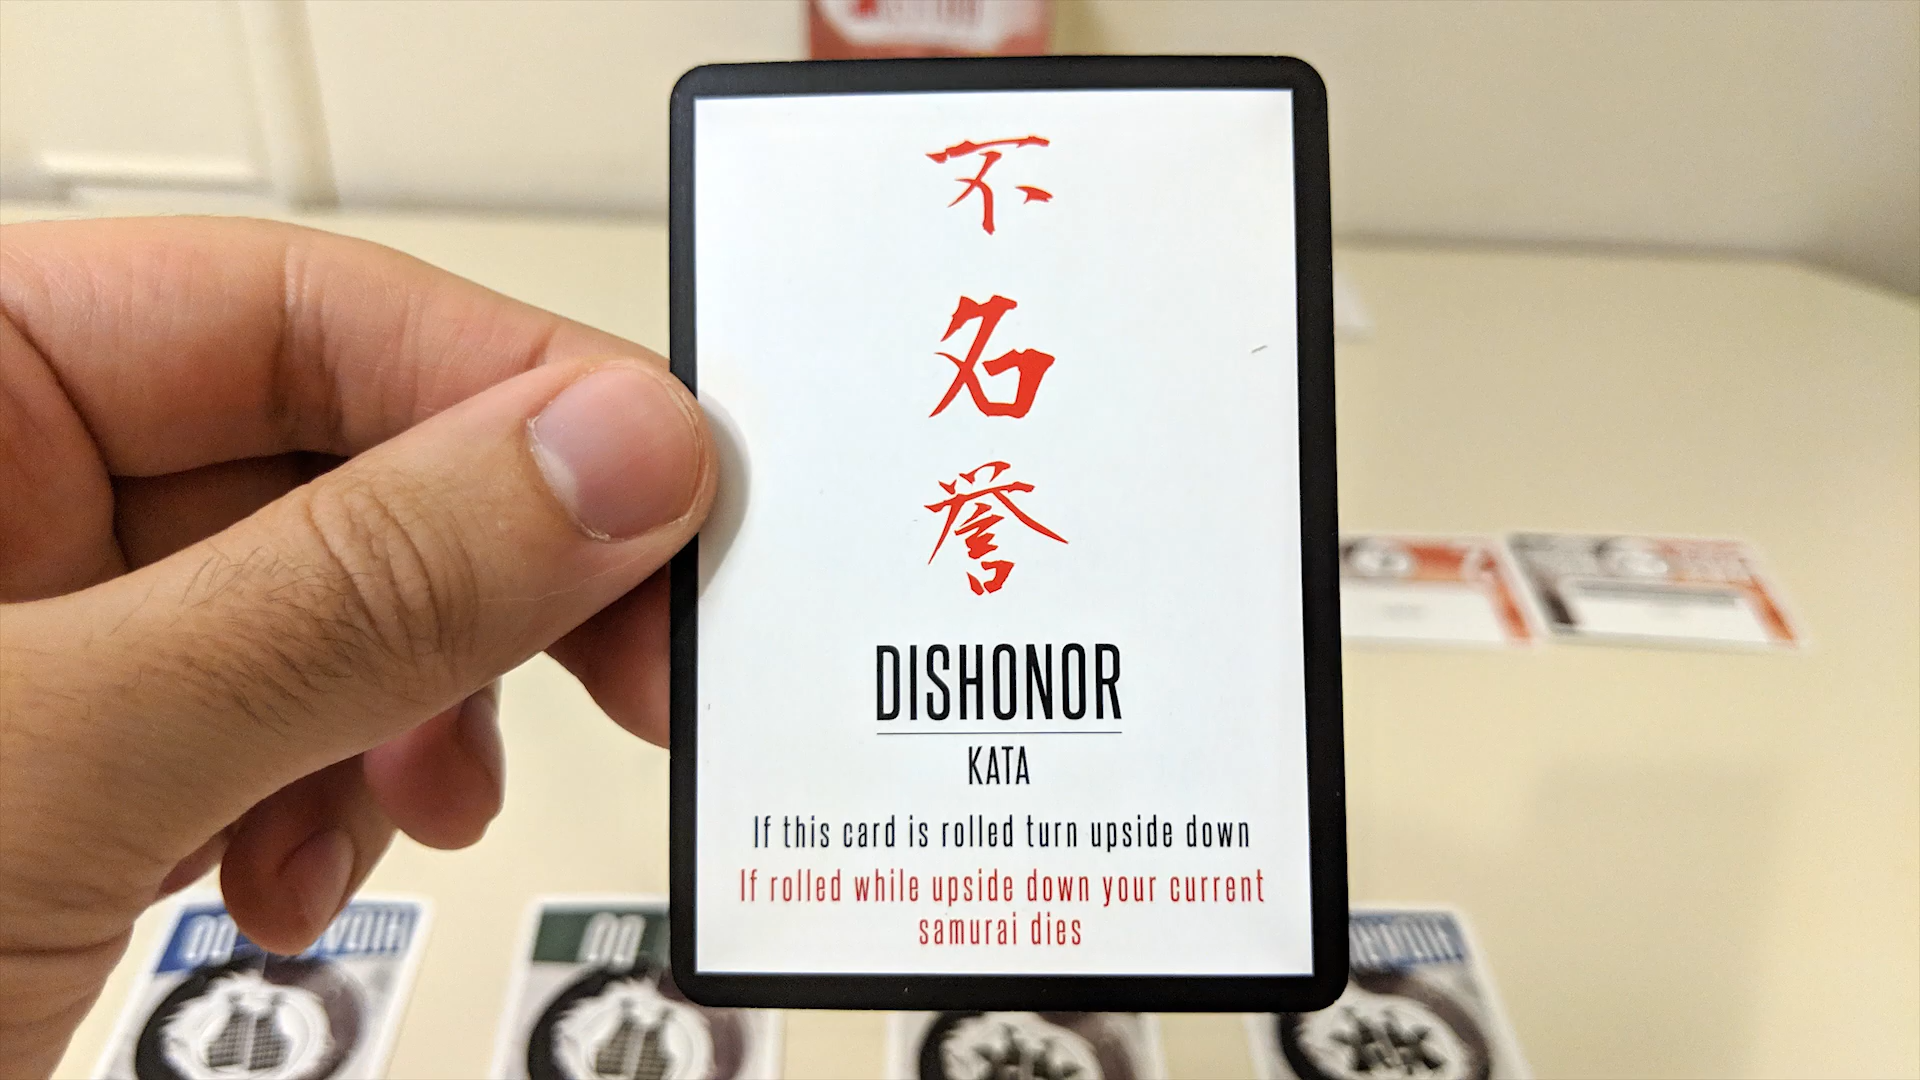 不
名
誉
DISHONOR
KATA
If this card is rolled turn upside down
If rolled while upside down your current
samurai dies